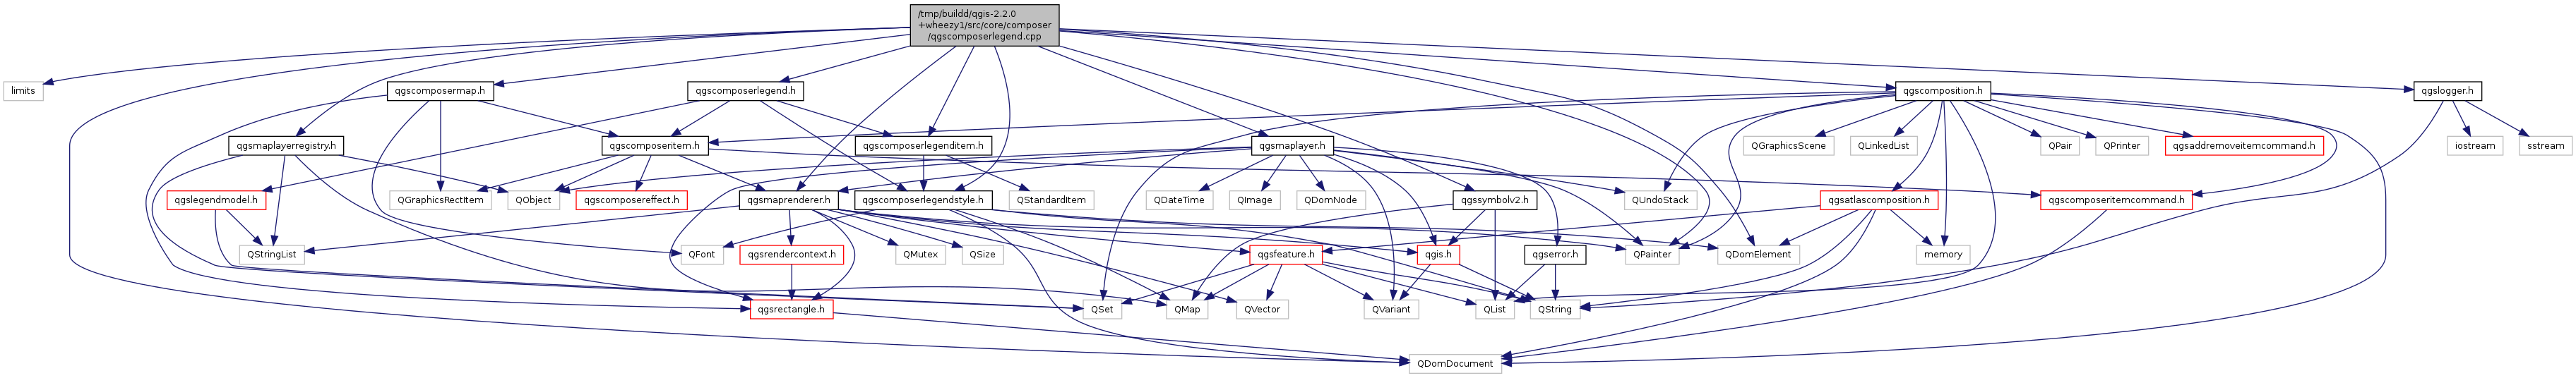 /tmp/buildd/qgis-2.2.0
+wheezy1/src/core/composer
/qgscomposerlegend.cpp
limits
qgscomposermap.h
qgscomposerlegend.h
qgscomposition.h
qgslogger.h
qgsmaplayerregistry.h
qgscomposeritem.h
qgscomposerlegenditem.h
qgsmaplayer.h
QGraphicsScene
QLinkedList
QPair
QPrinter
qgsaddremoveitemcommand.h
iostream
sstream
qgslegendmodel.h
QGraphicsRectItem
QObject
qgscomposereffect.h
qgsmaprenderer.h
qgscomposerlegendstyle.h
QStandardItem
QDateTime
QImage
QDomNode
qgssymbolv2.h
QUndoStack
qgsatlascomposition.h
qgscomposeritemcommand.h
QStringList
QFont
qgsrendercontext.h
QMutex
QSize
qgsfeature.h
qgis.h
qgserror.h
QPainter
QDomElement
memory
qgsrectangle.h
QSet
QMap
QVector
QVariant
QList
QString
QDomDocument